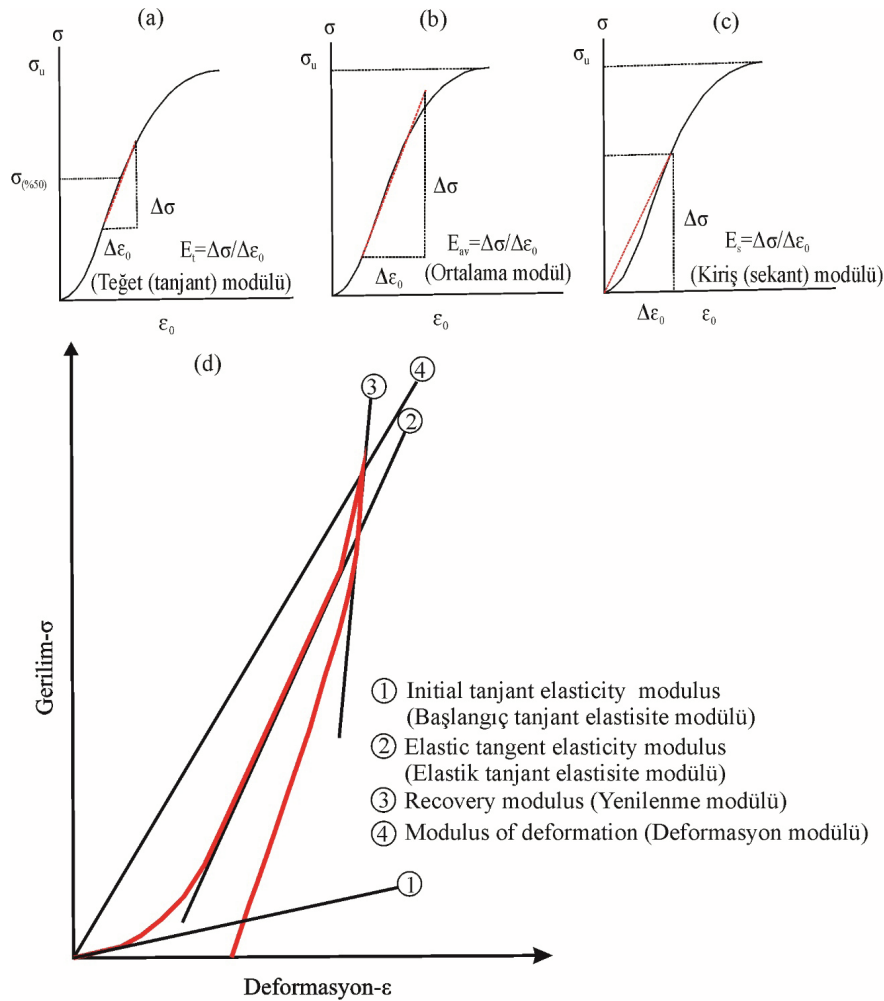 (a)
σ
σu
σ(%50)
Δσ
Δε0
Et=Δσ/Δε0
(Teğet (tanjant) modülü)
ε0
(b)
σ
σu
Δσ
Δε0
Eav=Δσ/Δε0
(Ortalama modül)
ε0
(c)
σ
σu
Δσ
Es=Δσ/Δε0
(Kiriş (sekant) modülü)
Δε0
ε0
(d)
③
④
②
①
Gerilim-σ
Deformasyon-ε
① Initial tanjant elasticity modulus
(Başlangıç tanjant elastisite modülü)
② Elastic tangent elasticity modulus
(Elastik tanjant elastisite modülü)
③ Recovery modulus (Yenilenme modülü)
④ Modulus of deformation (Deformasyon modülü)